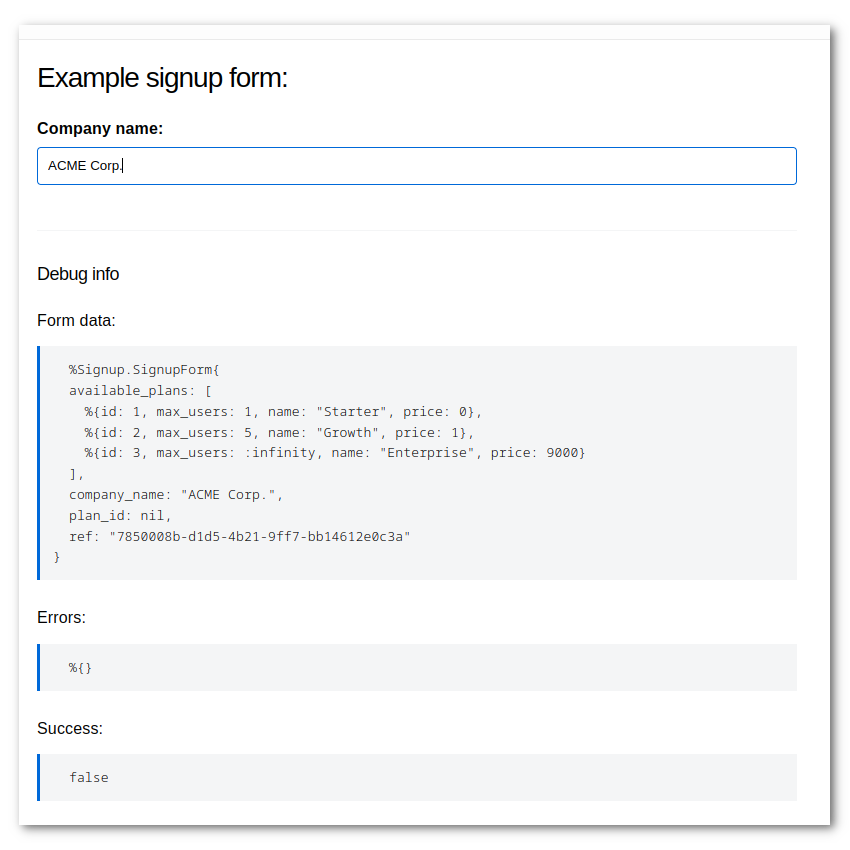 Example signup form:
Company name:
ACME Corp.
Debug info
Form data:
%Signup.SignupForm{
available_plans: [
%{id: 1, max_users: 1, name: "Starter", price: 0},
%{id: 2, max_users: 5, name: "Growth", price: 1},
%{id: 3, max_users: :infinity, name: "Enterprise", price: 9000}
],
company_name: "ACME Corp.",
plan_id: nil,
ref: "7850008b-d1d5-4b21-9ff7-bb14612e0c3a"
}
Errors:
%{}
Success:
false